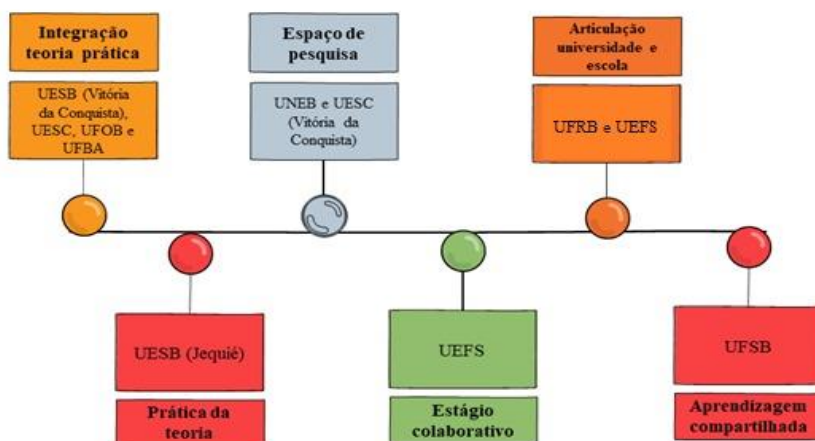 Integração
teoria prática
UESB (Vitória
da Conquista),
UESC, UFOB e
UFBA
Espaço de
pesquisa
UNEB e UESC
(Vitória da
Conquista)
Articulação
universidade e
escola
UFRB e UEFS
UESB (Jequié)
Prática da
teoria
UEFS
Estágio
colaborativo
UFSB
Aprendizagem
compartilhada